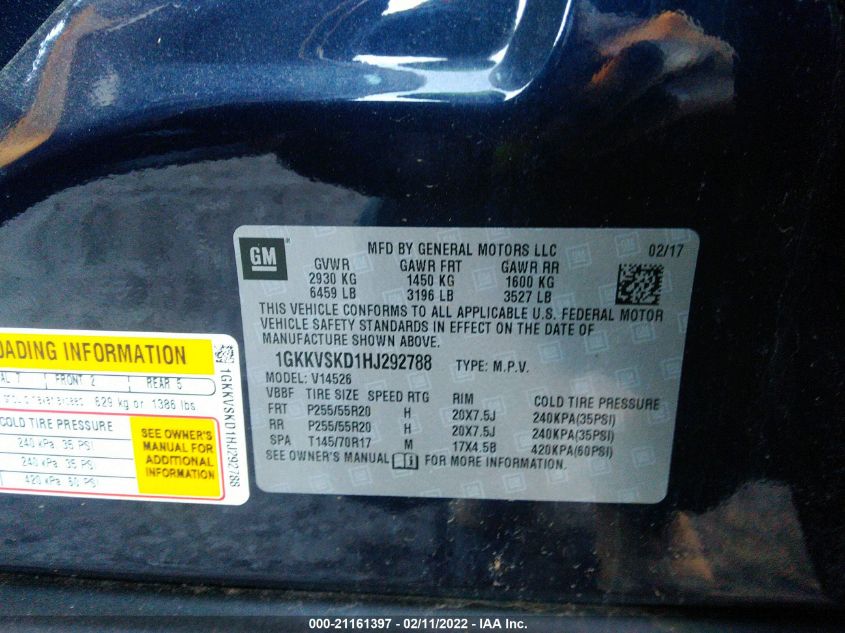 GM
MFD BY GENERAL MOTORS LLC 02/17
GVWR GAWR FRT GAWR RR
2930 KG 1450 KG 1600 KG
6459 LB 3196 LB 3527 LB
THIS VEHICLE CONFORMS TO ALL APPLICABLE U.S. FEDERAL MOTOR
VEHICLE SAFETY STANDARDS IN EFFECT ON THE DATE OF
MANUFACTURE SHOWN ABOVE.
1GKKVSKD1HJ292788 TYPE: M.P.V.
MODEL: V14526
VBBF TIRE SIZE SPEED RTG RIM COLD TIRE PRESSURE
FRT P255/55R20 H 20X7.5J 240KPA(35PSI)
RR P255/55R20 H 20X7.5J 240KPA(35PSI)
SPA T145/70R17 M 17X4.5B 420KPA(60PSI)
SEE OWNER'S MANUAL FOR MORE INFORMATION.
INFORMATION
7 FRONT 2 REAR 5
629 kg or 1386 lbs.
COLD TIRE PRESSURE
240 kPa, 35 PSI
240 kPa, 35 PSI
420 kPa, 60 PSI
SEE OWNER'S
MANUAL FOR
ADDITIONAL
INFORMATION
1GKKVSKD1HJ292788
000-21161397 - 02/11/2022 - IAA Inc.